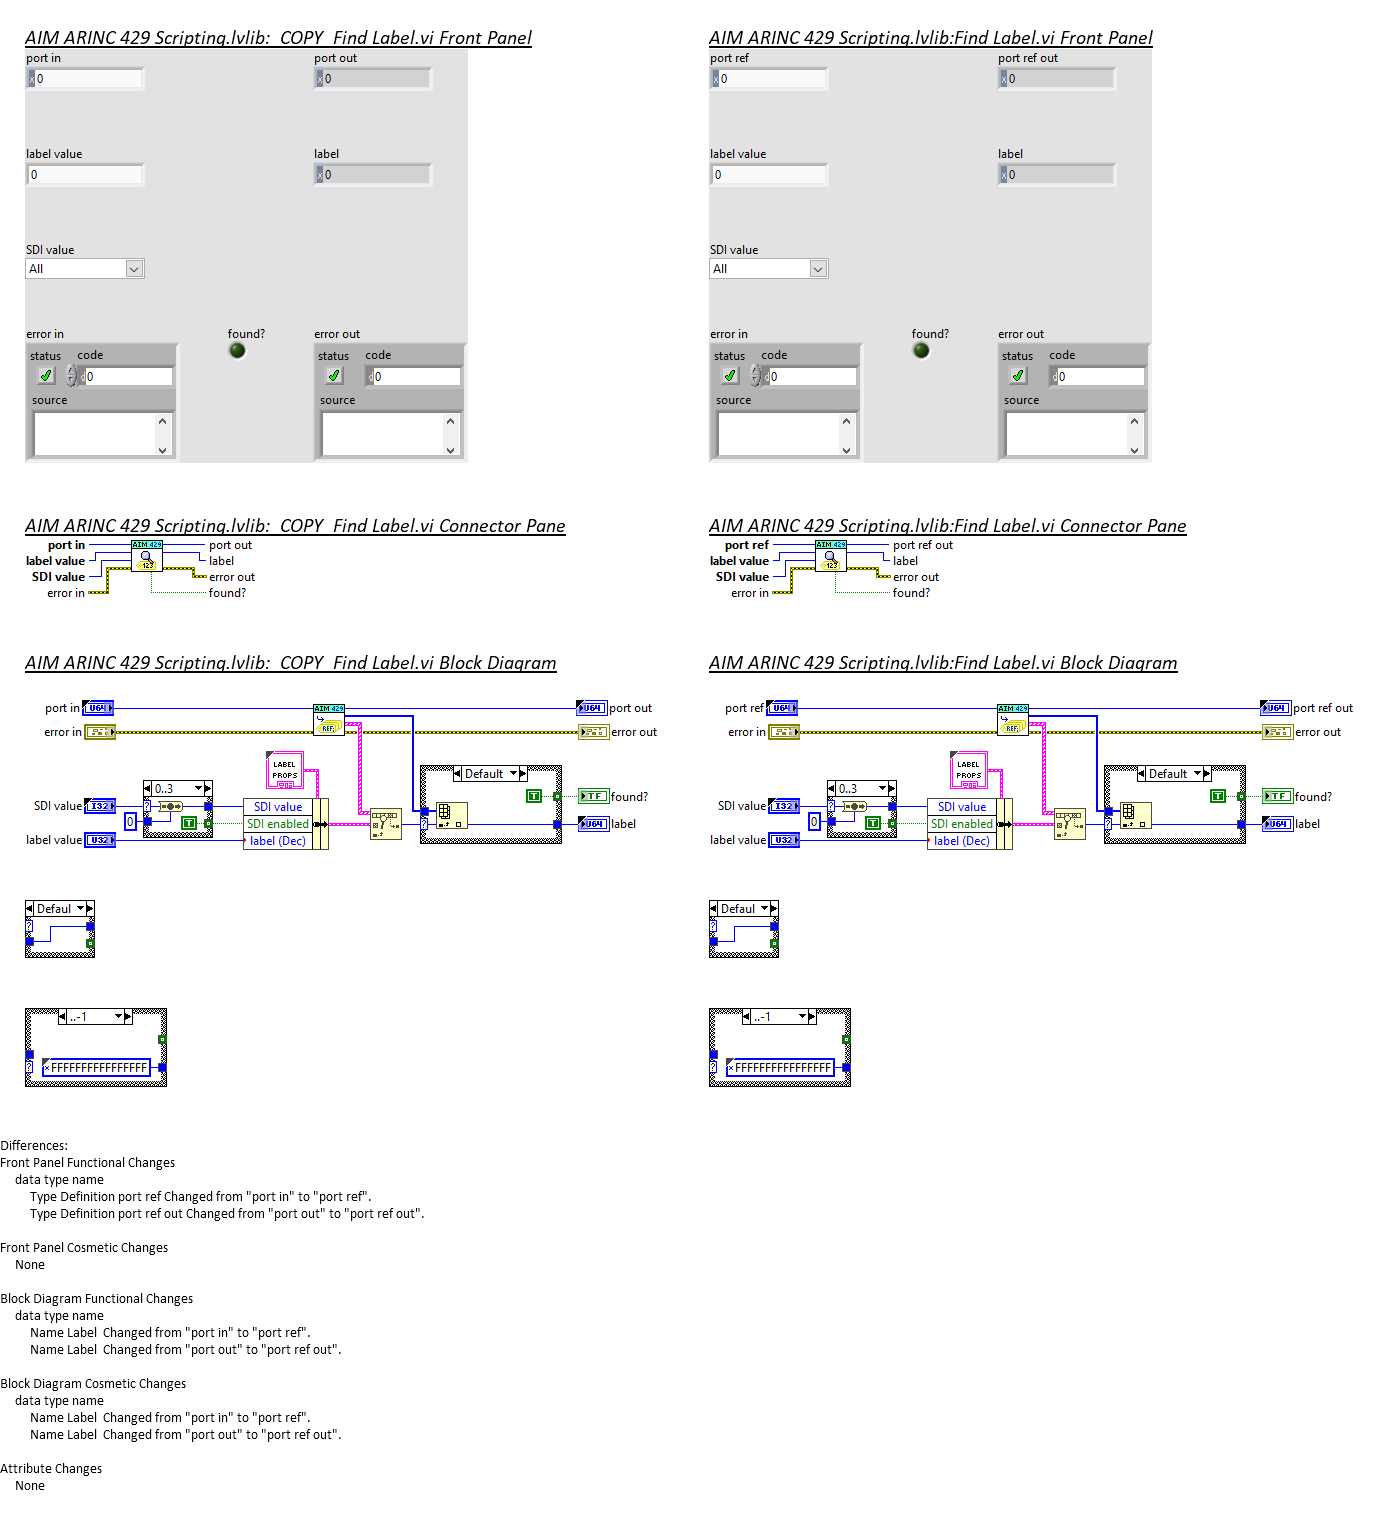 AIM ARINC 429 Scripting.lvlib:  COPY  Find Label.vi Front Panel
port in
port out
x 0
x 0
label value
label
0
x 0
SDI value
All
error in
found?
error out
status
code
status
code
d 0
d 0
source
source
AIM ARINC 429 Scripting.lvlib:Find Label.vi Front Panel
port ref
port ref out
x 0
x 0
label value
label
0
x 0
SDI value
All
error in
found?
error out
status
code
status
code
d 0
d 0
source
source
AIM ARINC 429 Scripting.lvlib:  COPY  Find Label.vi Connector Pane
port in
AIM 429
port out
label value
label
SDI value
123
error out
error in
found?
AIM ARINC 429 Scripting.lvlib:Find Label.vi Connector Pane
port ref
AIM 429
port ref out
label value
label
SDI value
123
error out
error in
found?
AIM ARINC 429 Scripting.lvlib:  COPY  Find Label.vi Block Diagram
port in
U64
AIM 429
U64
port out
error in
REF
error out
LABEL
PROPS
Default
0..3
SDI value
I32
?
SDI value
T
TF
found?
0
T
SDI enabled
?
U64
label
label value
U32
label (Dec)
Defaul
?
..-1
?
x FFFFFFFFFFFFFFFF
AIM ARINC 429 Scripting.lvlib:Find Label.vi Block Diagram
port ref
U64
AIM 429
U64
port ref out
error in
REF
error out
LABEL
PROPS
Default
0..3
SDI value
I32
?
SDI value
T
TF
found?
0
T
SDI enabled
?
U64
label
label value
U32
label (Dec)
Defaul
?
..-1
?
x FFFFFFFFFFFFFFFF
Differences:
Front Panel Functional Changes
data type name
Type Definition port ref Changed from "port in" to "port ref".
Type Definition port ref out Changed from "port out" to "port ref out".
Front Panel Cosmetic Changes
None
Block Diagram Functional Changes
data type name
Name Label  Changed from "port in" to "port ref".
Name Label  Changed from "port out" to "port ref out".
Block Diagram Cosmetic Changes
data type name
Name Label  Changed from "port in" to "port ref".
Name Label  Changed from "port out" to "port ref out".
Attribute Changes
None